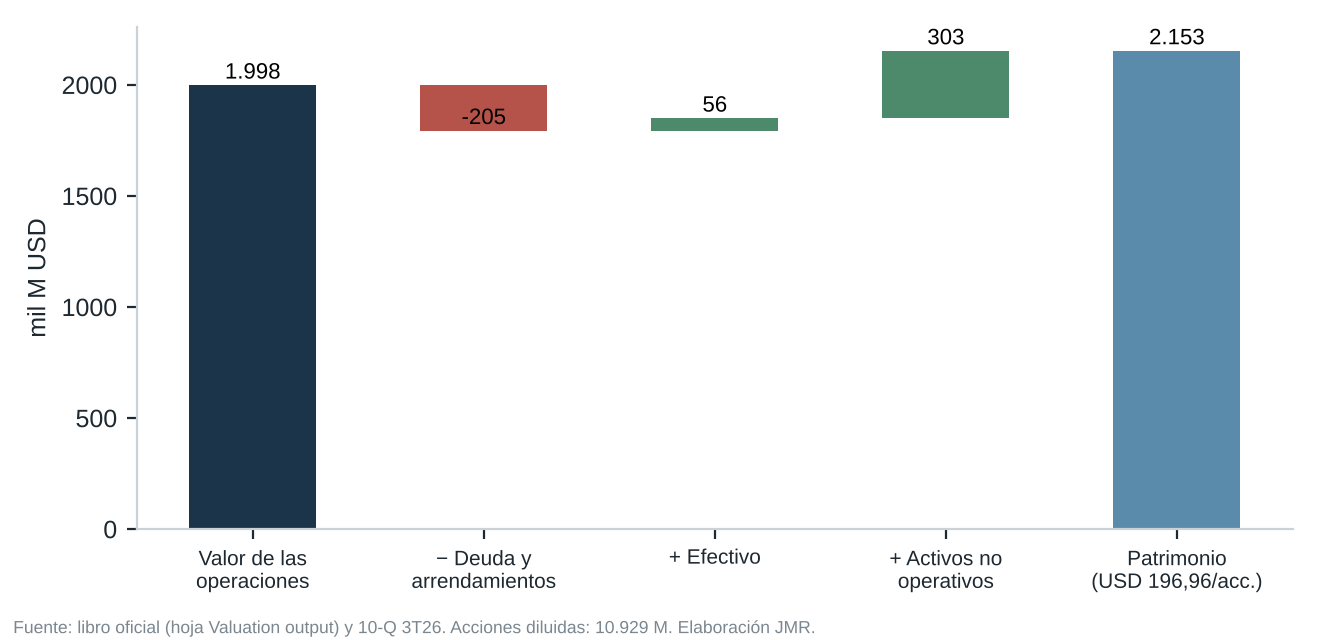 mil M USD
2000
1500
1000
500
0
1.998
-205
56
303
2.153
Valor de las
operaciones
− Deuda y
arrendamientos
+ Efectivo
+ Activos no
operativos
Patrimonio
(USD 196,96/acc.)
Fuente: libro oficial (hoja Valuation output) y 10-Q 3T26. Acciones diluidas: 10.929 M. Elaboración JMR.